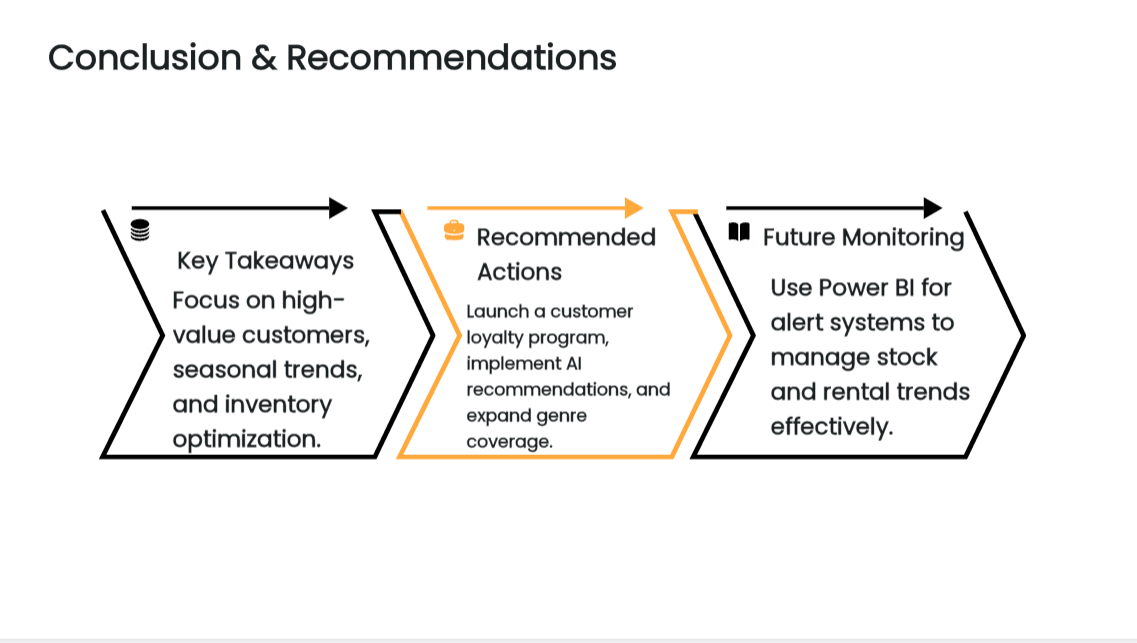 Conclusion & Recommendations
Key Takeaways
Focus on high-
value customers,
seasonal trends,
and inventory
optimization.
Recommended
Actions
Launch a customer
loyalty program,
implement AI
recommendations, and
expand genre
coverage.
Future Monitoring
Use Power BI for
alert systems to
manage stock
and rental trends
effectively.